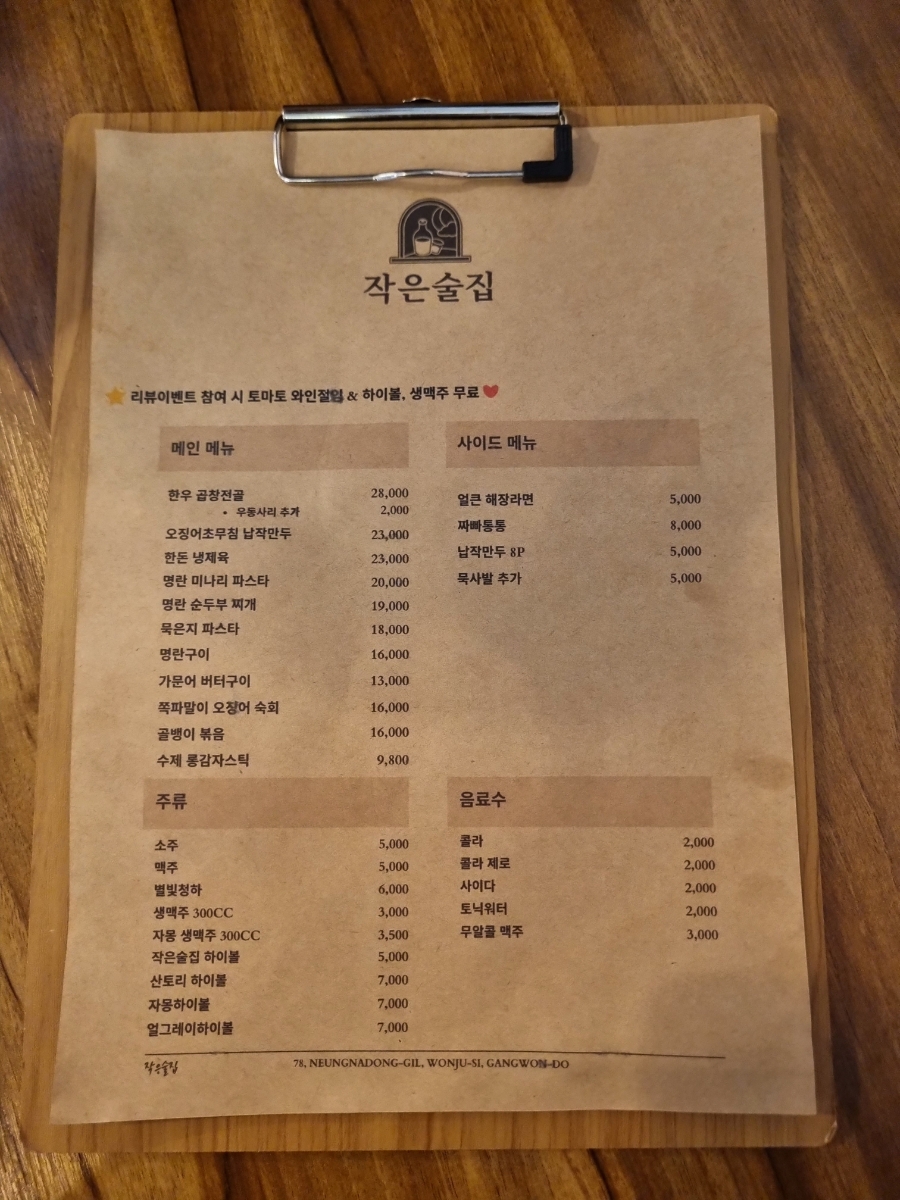 작은술집
리뷰이벤트 참여 시 토마토 와인절임 & 하이볼, 생맥주 무료
메인 메뉴
한우 곱창전골 28,000
• 우동사리 추가 2,000
오징어초무침 납작만두 23,000
한돈 냉제육 23,000
명란 미나리 파스타 20,000
명란 순두부 찌개 19,000
묵은지 파스타 18,000
명란구이 16,000
가문어 버터구이 13,000
쪽파말이 오징어 숙회 16,000
골뱅이 볶음 16,000
수제 롱감자스틱 9,800
사이드 메뉴
얼큰 해장라면 5,000
짜빠통통 8,000
납작만두 8P 5,000
묵사발 추가 5,000
주류
소주 5,000
맥주 5,000
별빛청하 6,000
생맥주 300CC 3,000
자몽 생맥주 300CC 3,500
작은술집 하이볼 5,000
산토리 하이볼 7,000
자몽하이볼 7,000
얼그레이하이볼 7,000
음료수
콜라 2,000
콜라 제로 2,000
사이다 2,000
토닉워터 2,000
무알콜 맥주 3,000
작은술집
78, NEUNGNADONG-GIL, WONJU-SI, GANGWON-DO